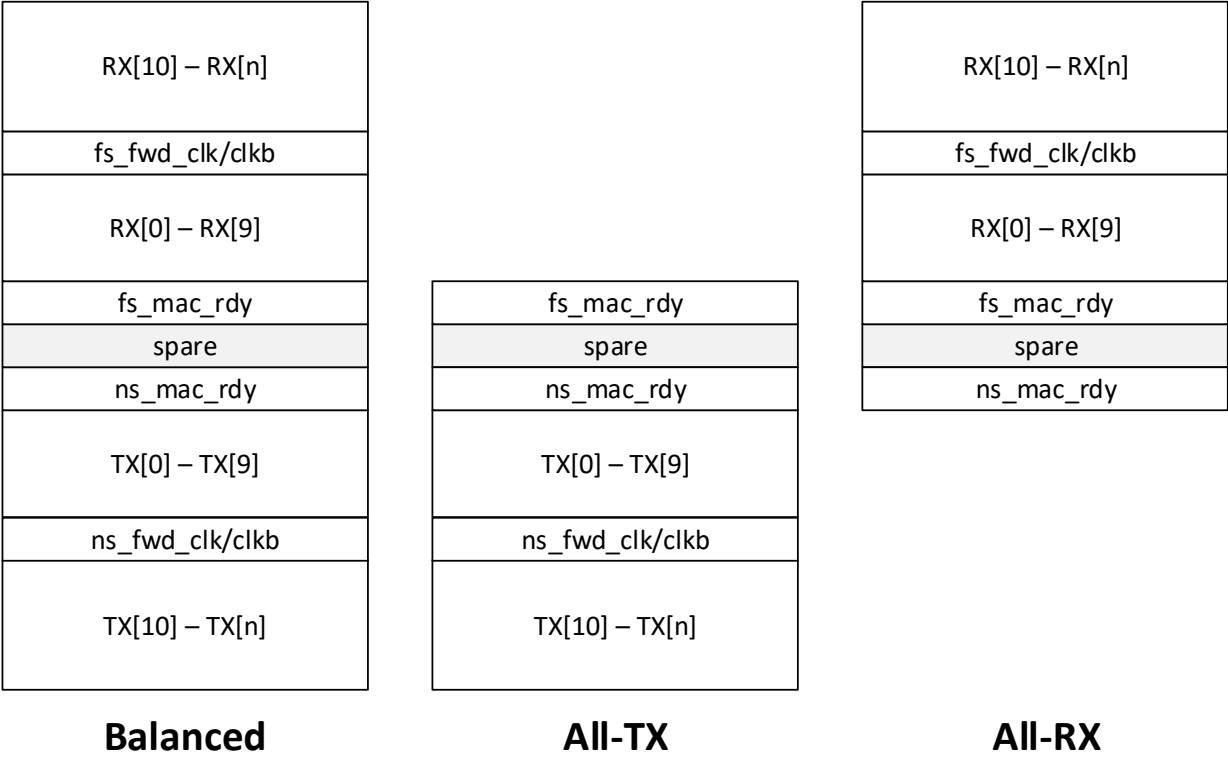 RX[10] – RX[n]
fs_fwd_clk/clkb
RX[0] – RX[9]
fs_mac_rdy
spare
ns_mac_rdy
TX[0] – TX[9]
ns_fwd_clk/clkb
TX[10] – TX[n]
Balanced
fs_mac_rdy
spare
ns_mac_rdy
TX[0] – TX[9]
ns_fwd_clk/clkb
TX[10] – TX[n]
All-TX
RX[10] – RX[n]
fs_fwd_clk/clkb
RX[0] – RX[9]
fs_mac_rdy
spare
ns_mac_rdy
All-RX